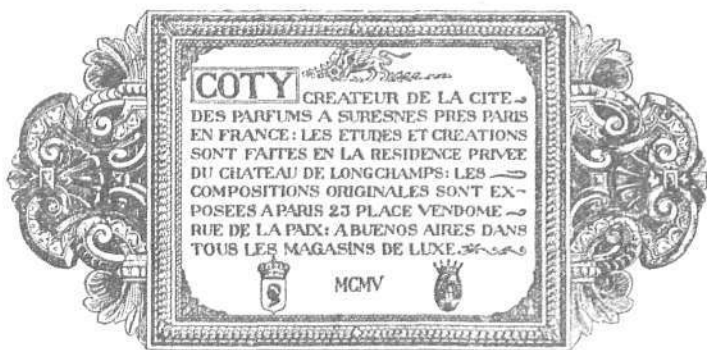 COTY CREATEUR DE LA CITE
DES PARFUMS A SURESNES PRES PARIS
EN FRANCE: LES ETUDES ET CREATIONS
SONT FAITES EN LA RESIDENCE PRIVEE
DU CHATEAU DE LONGCHAMPS: LES
COMPOSITIONS ORIGINALES SONT EX-
POSEES A PARIS 23 PLACE VENDOME
RUE DE LA PAIX: A BUENOS AIRES DANS
TOUS LES MAGASINS DE LUXE.
MCMV